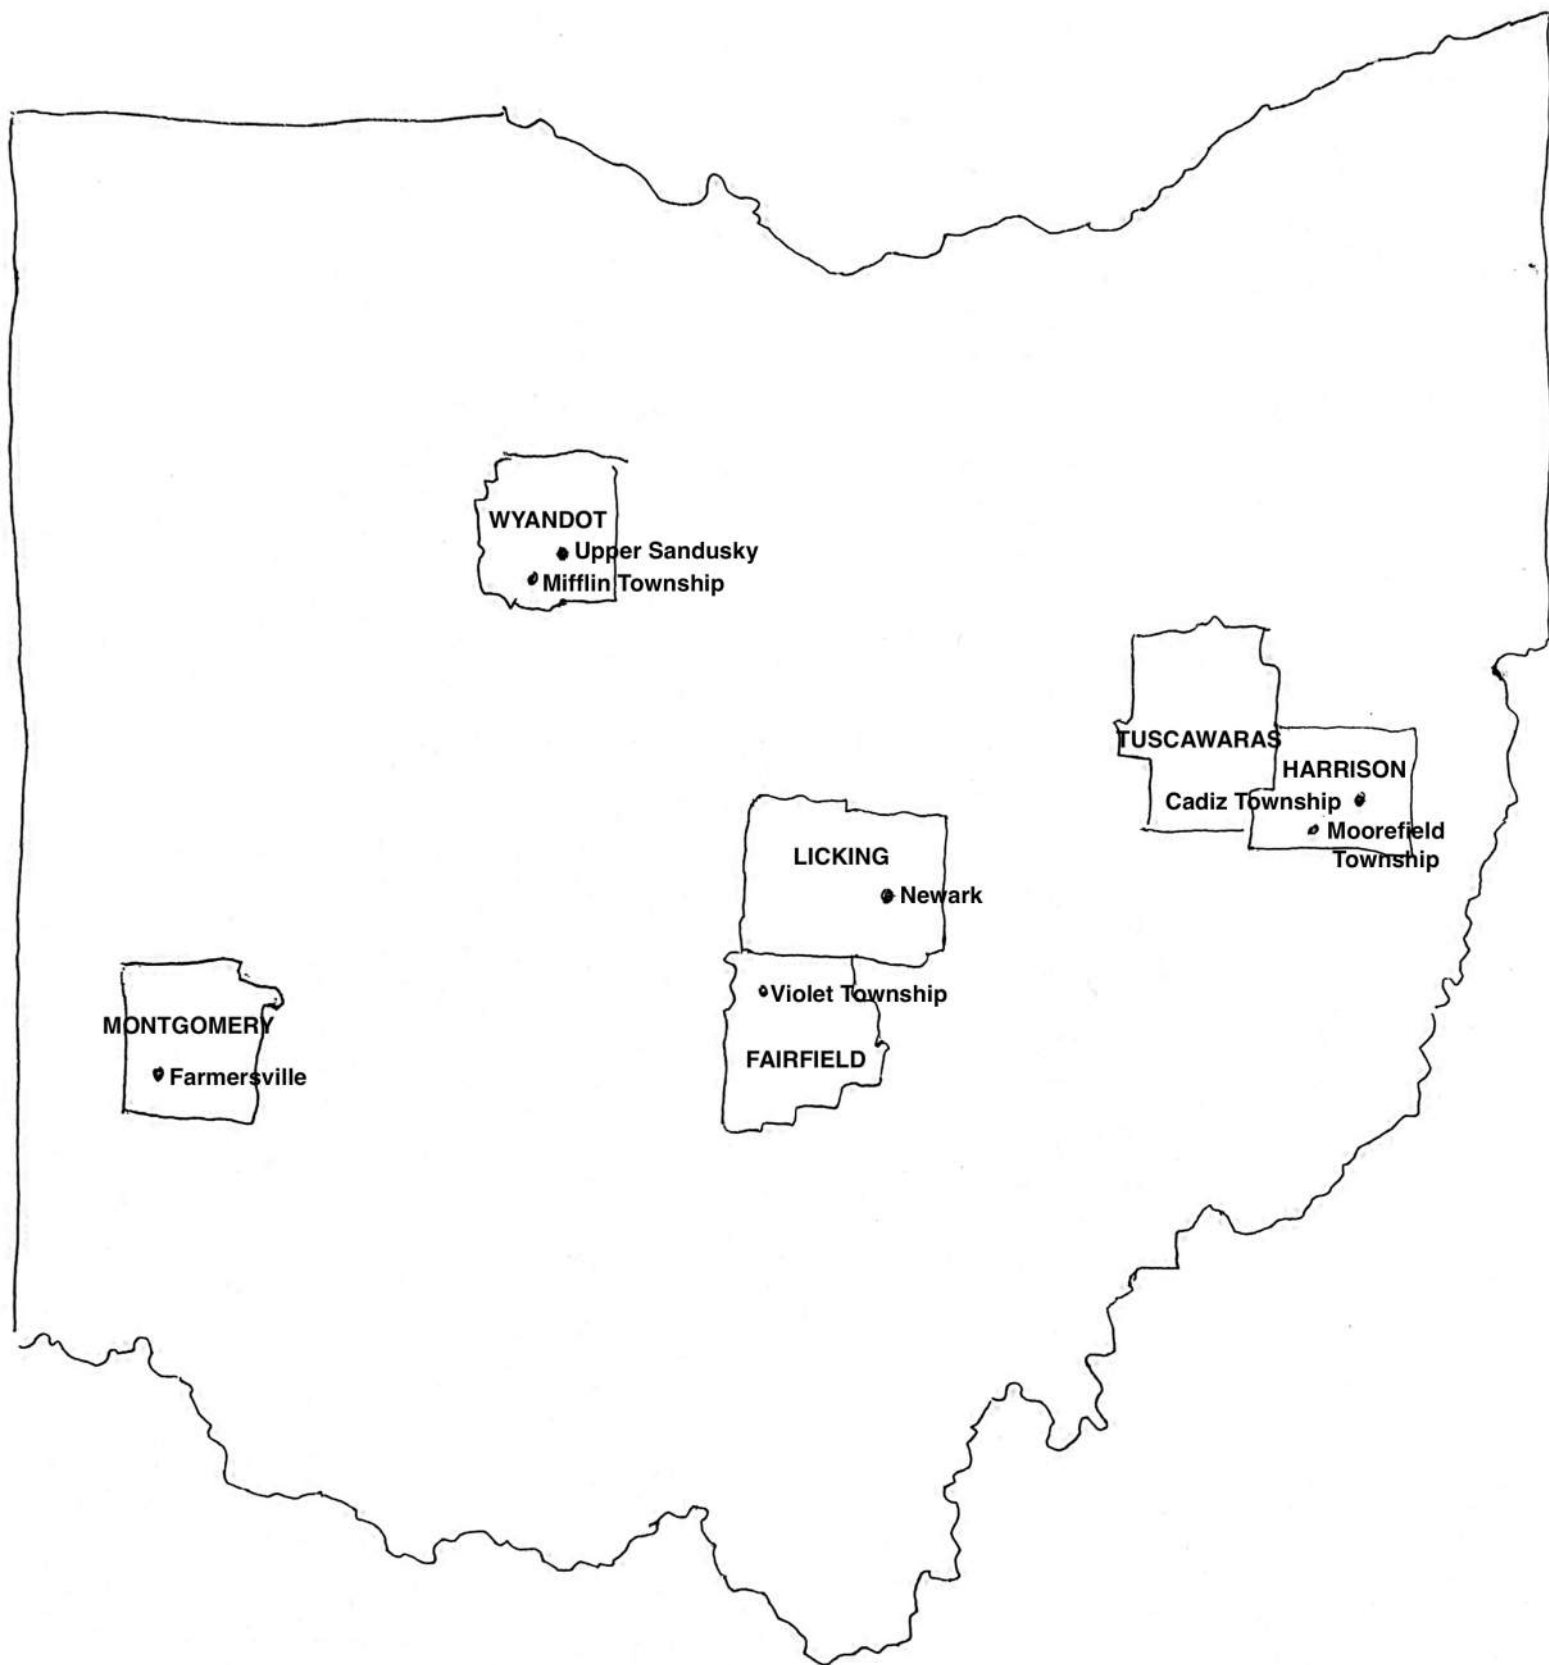 WYANDOT
Upper Sandusky
Mifflin Township
TUSCAWARAS
HARRISON
Cadiz Township
Moorefield
Township
LICKING
Newark
Violet Township
MONTGOMERY
FAIRFIELD
Farmersville